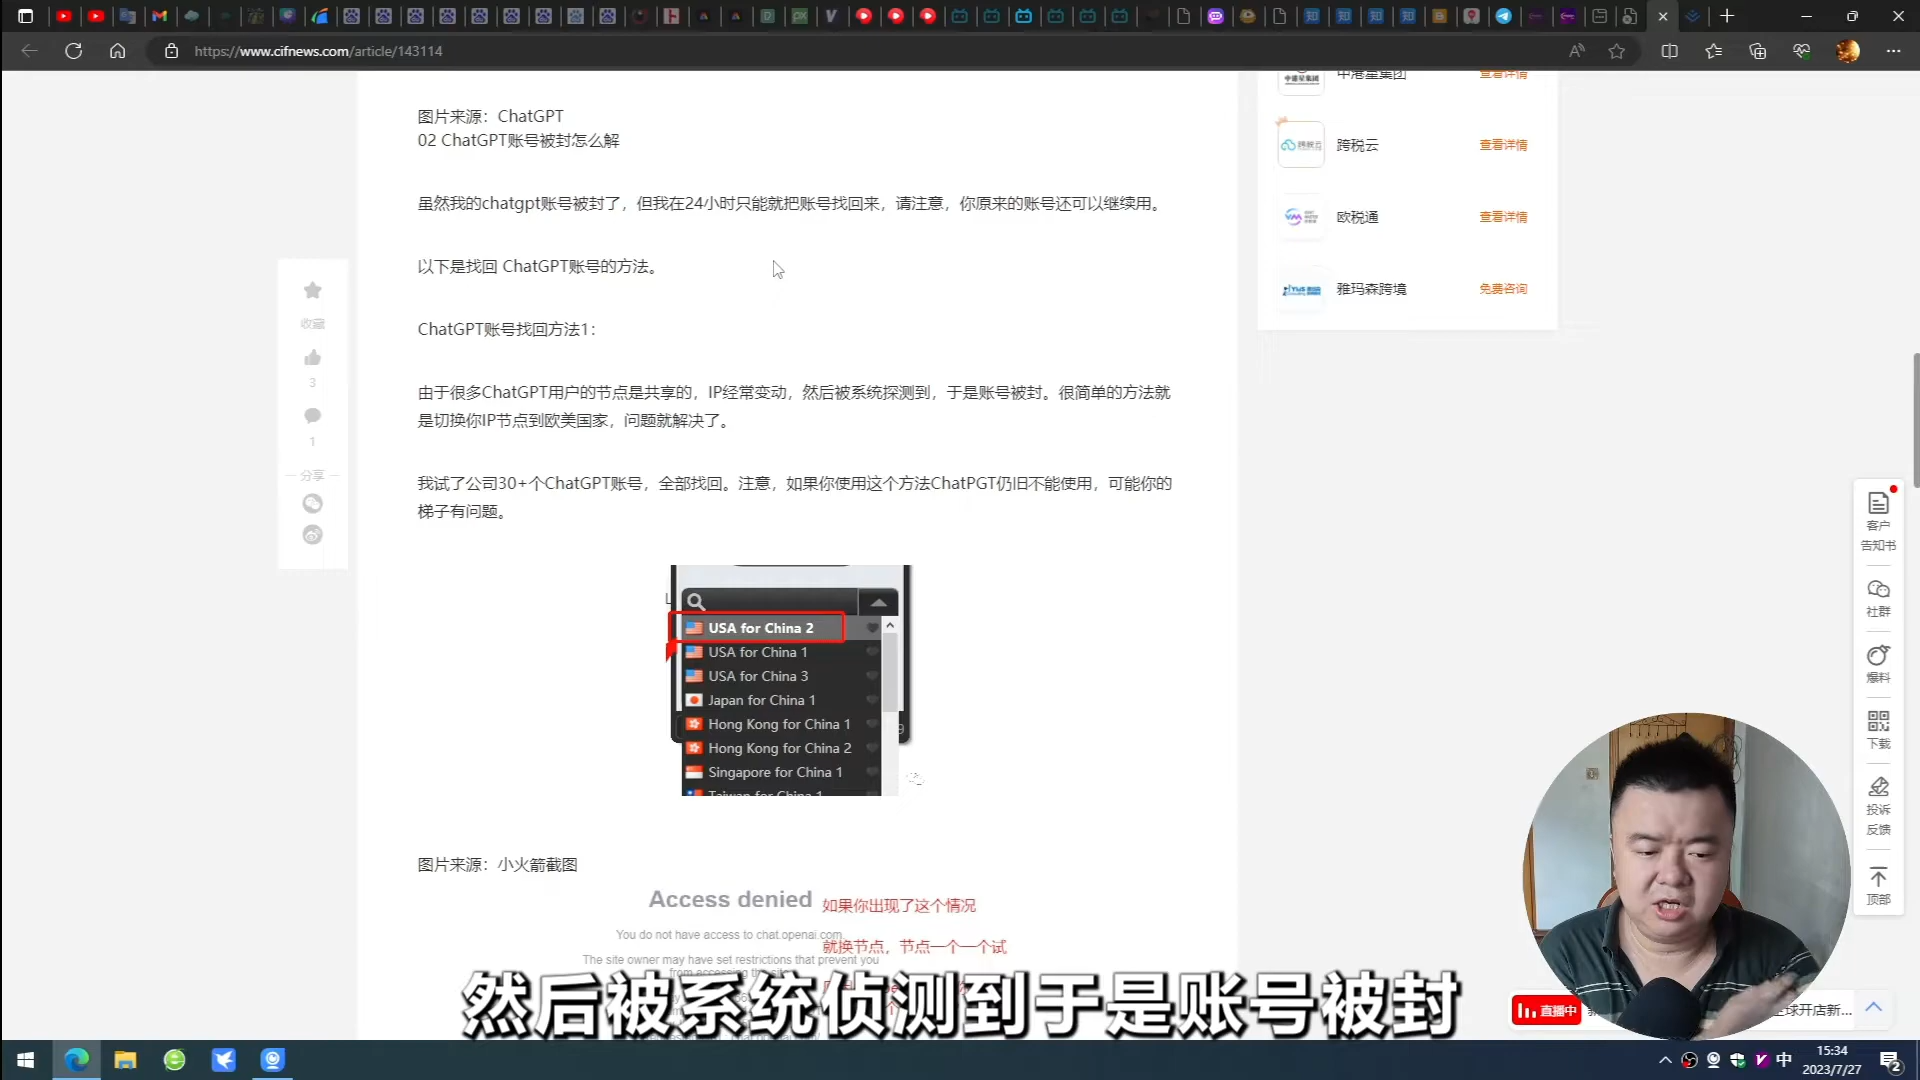 https://www.cifnews.com/article/143114
中港星集团
查看详情
图片来源：ChatGPT
02 ChatGPT账号被封怎么解
跨税云
查看详情
虽然我的chatgpt账号被封了，但我在24小时只能就把账号找回来，请注意，你原来的账号还可以继续用。
欧税通
查看详情
以下是找回 ChatGPT账号的方法。
雅玛森跨境
免费咨询
收藏
ChatGPT账号找回方法1：
3
由于很多ChatGPT用户的节点是共享的，IP经常变动，然后被系统探测到，于是账号被封。很简单的方法就
是切换你IP节点到欧美国家，问题就解决了。
1
分享
我试了公司30+个ChatGPT账号，全部找回。注意，如果你使用这个方法ChatPGT仍旧不能使用，可能你的
梯子有问题。
客户
告知书
社群
爆料
下载
投诉
反馈
顶部
USA for China 2
USA for China 1
USA for China 3
Japan for China 1
Hong Kong for China 1
Hong Kong for China 2
Singapore for China 1
Taiwan for China 1
图片来源：小火箭截图
Access denied
如果你出现了这个情况
You do not have access to chat.openai.com.
就换节点，节点一个一个试
The site owner may have set restrictions that prevent you
from accessing the site.
然后被系统侦测到于是账号被封
直播中
球开店新...
中
15:34
2023/7/27
2